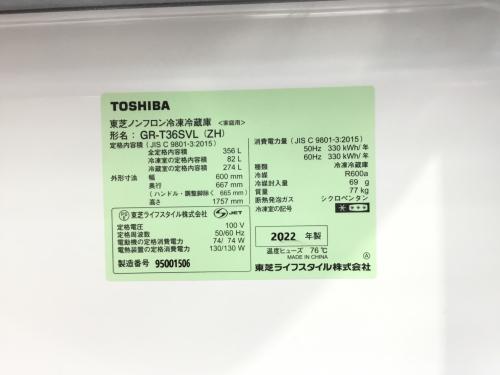 TOSHIBA
東芝ノンフロン冷凍冷蔵庫 <家庭用>
形名: GR-T36SVL (ZH)
定格内容積 (JIS C 9801-3:2015)
全定格内容積 356 L
冷凍室の定格内容積 82 L
冷蔵室の定格内容積 274 L
外形寸法 幅 600 mm
奥行 667 mm
(ハンドル・調整脚除く 665 mm)
高さ 1757 mm
東芝ライフスタイル株式会社 JET
定格電圧 100 V
定格周波数 50/60 Hz
電動機の定格消費電力 74/ 74 W
電熱装置の定格消費電力 130/130 W
製造番号 95001506
消費電力量 (JIS C 9801-3:2015)
50Hz 330 kWh/年
60Hz 330 kWh/年
種類 冷凍冷蔵庫
冷媒 R600a
冷媒封入量 69 g
質量 77 kg
断熱発泡ガス シクロペンタン
冷凍室の記号
2022 年製
温度ヒューズ 76℃
MADE IN CHINA
東芝ライフスタイル株式会社
A